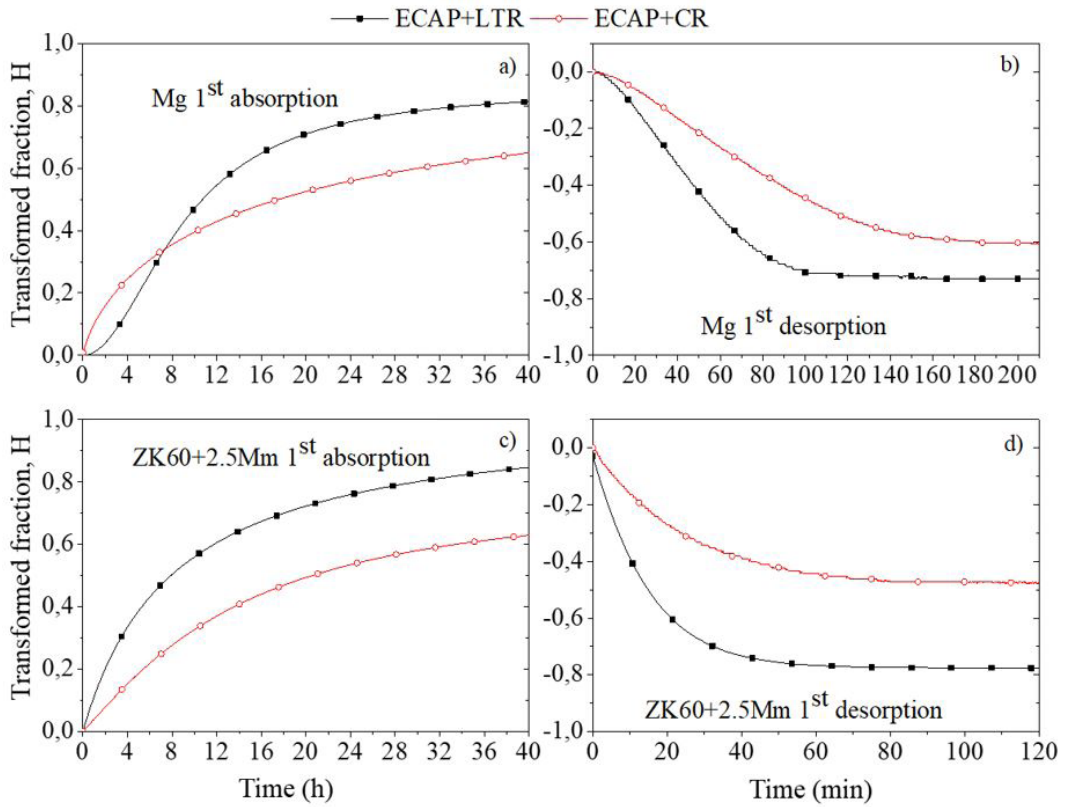 ECAP+LTR ECAP+CR
a)
Mg 1st absorption
Transformed fraction, H
1,0
0,8
0,6
0,4
0,2
0,0
0 4 8 12 16 20 24 28 32 36 40
b)
Mg 1st desorption
0,0
-0,2
-0,4
-0,6
-0,8
-1,0
0 20 40 60 80 100 120 140 160 180 200
c)
ZK60+2.5Mm 1st absorption
Transformed fraction, H
1,0
0,8
0,6
0,4
0,2
0,0
0 4 8 12 16 20 24 28 32 36 40
Time (h)
d)
ZK60+2.5Mm 1st desorption
0,0
-0,2
-0,4
-0,6
-0,8
-1,0
0 20 40 60 80 100 120
Time (min)